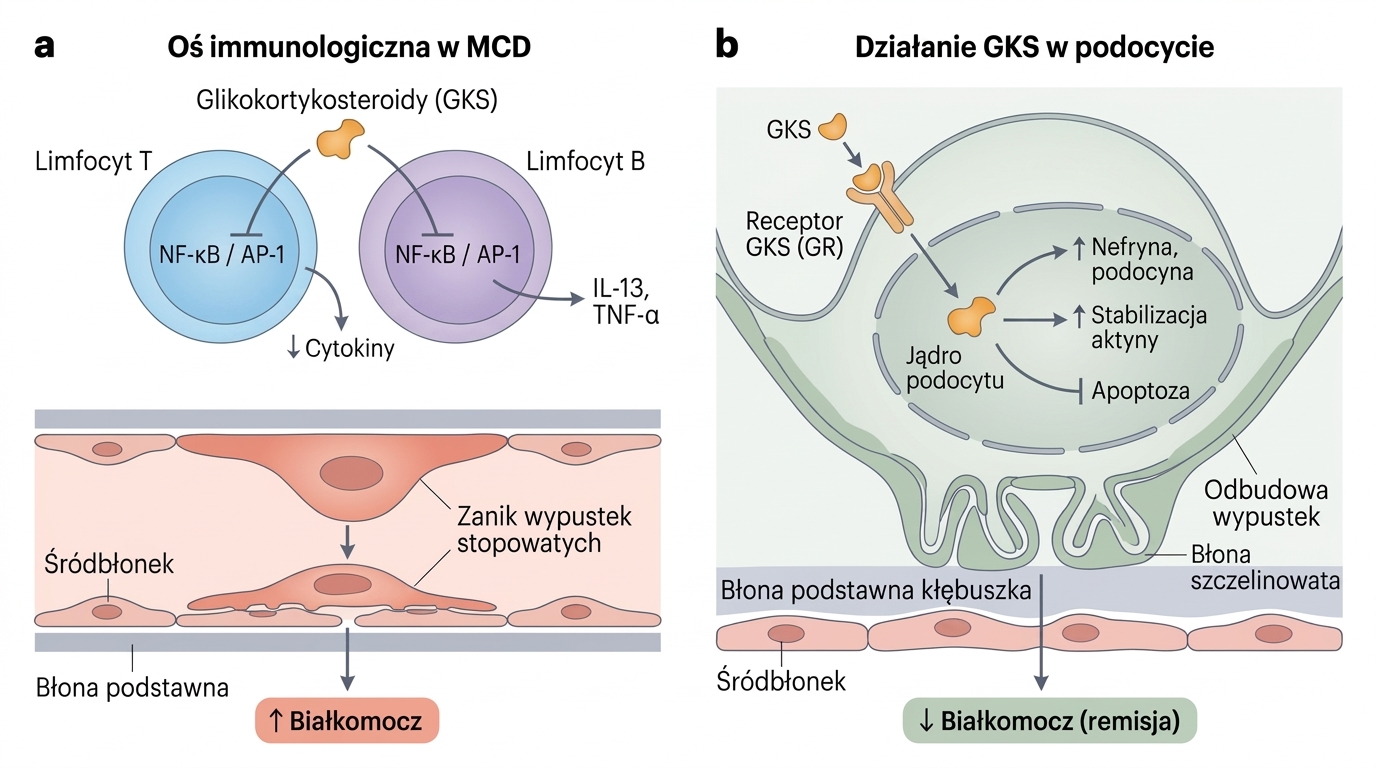 a
Oś immunologiczna w MCD
Glikokortykosteroidy (GKS)
Limfocyt T
Limfocyt B
NF-κB / AP-1
NF-κB / AP-1
IL-13,
TNF-α
↓ Cytokiny
Zanik wypustek
stopowatych
Śródbłonek
Błona podstawna
↑ Białkomocz
b
Działanie GKS w podocycie
GKS
Receptor
GKS (GR)
↑ Nefryna,
podocyna
↑ Stabilizacja
aktyny
Jądro
podocytu
Apoptoza
Odbudowa
wypustek
Błona
szczelinowata
Błona podstawna kłębuszka
Śródbłonek
↓ Białkomocz (remisja)